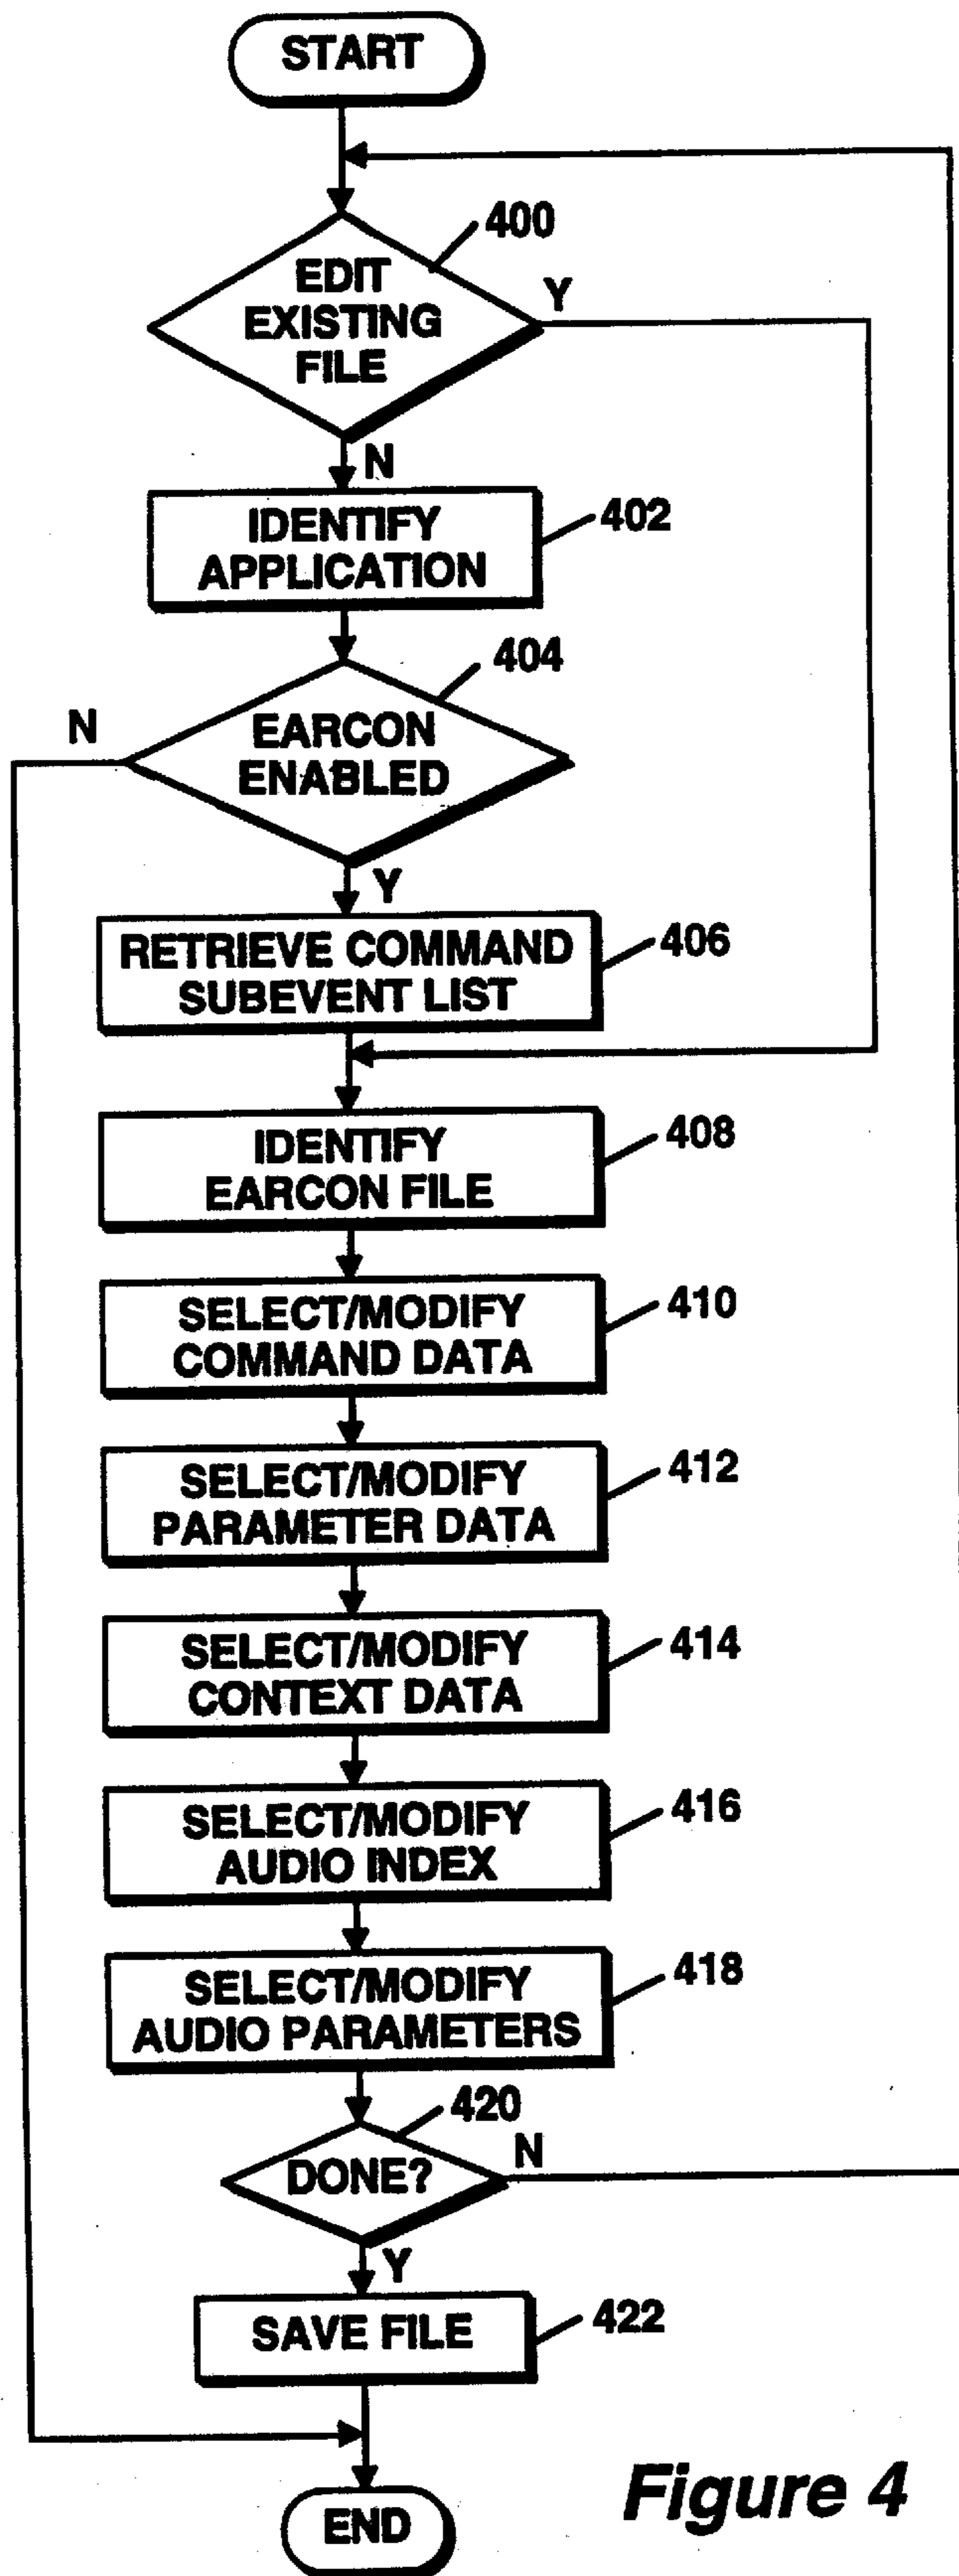 START
400
EDIT
EXISTING
FILE
Y
N
IDENTIFY
APPLICATION
402
404
N
EARCON
ENABLED
Y
RETRIEVE COMMAND
SUBEVENT LIST
406
IDENTIFY
EARCON FILE
408
SELECT/MODIFY
COMMAND DATA
410
SELECT/MODIFY
PARAMETER DATA
412
SELECT/MODIFY
CONTEXT DATA
414
SELECT/MODIFY
AUDIO INDEX
416
SELECT/MODIFY
AUDIO PARAMETERS
418
420
DONE?
N
Y
SAVE FILE
422
END
Figure 4